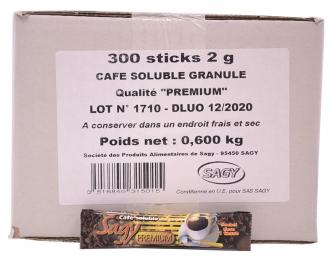 300 sticks 2 g
CAFE SOLUBLE GRANULE
Qualité "PREMIUM"
LOT N° 1710 - DLUO 12/2020
A conserver dans un endroit frais et sec
Poids net : 0,600 kg
Société des Produits Alimentaires de Sagy - 95450 SAGY
SAGY
Conditionné en U.E. pour SAS SAGY
Café soluble
Sagy
PREMIUM